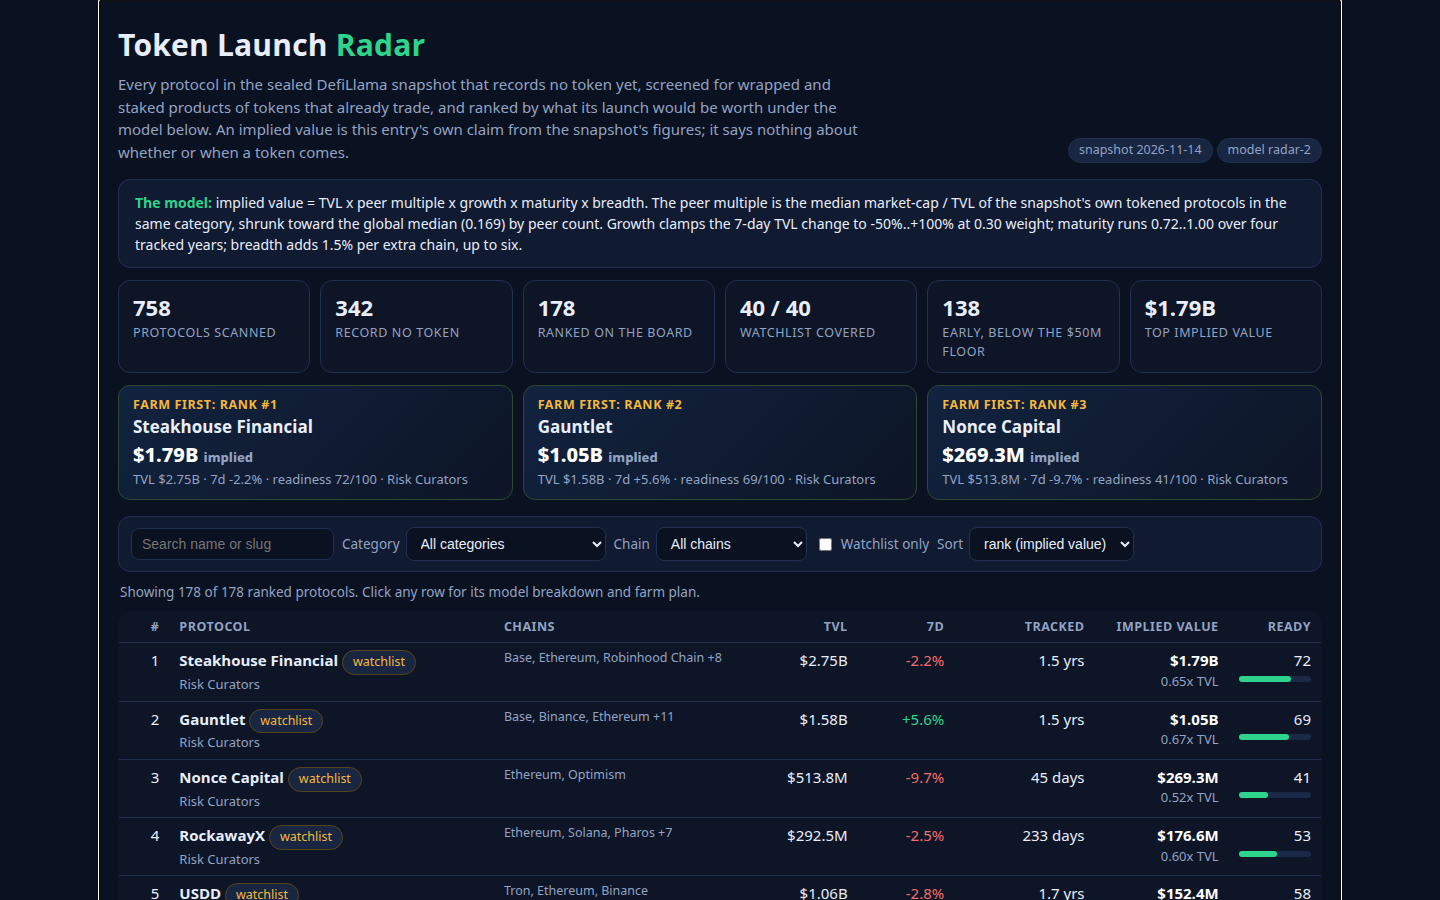 Token Launch Radar
Every protocol in the sealed DefiLlama snapshot that records no token yet, screened for wrapped and
staked products of tokens that already trade, and ranked by what its launch would be worth under the
model below. An implied value is this entry's own claim from the snapshot's figures; it says nothing about
whether or when a token comes.
snapshot 2026-11-14 model radar-2
The model: implied value = TVL x peer multiple x growth x maturity x breadth. The peer multiple is the median market-cap / TVL of the snapshot's own tokened protocols in the
same category, shrunk toward the global median (0.169) by peer count. Growth clamps the 7-day TVL change to -50%..+100% at 0.30 weight; maturity runs 0.72..1.00 over four
tracked years; breadth adds 1.5% per extra chain, up to six.
758
PROTOCOLS SCANNED
342
RECORD NO TOKEN
178
RANKED ON THE BOARD
40 / 40
WATCHLIST COVERED
138
EARLY, BELOW THE $50M
FLOOR
$1.79B
TOP IMPLIED VALUE
FARM FIRST: RANK #1
Steakhouse Financial
$1.79B implied
TVL $2.75B · 7d -2.2% · readiness 72/100 · Risk Curators
FARM FIRST: RANK #2
Gauntlet
$1.05B implied
TVL $1.58B · 7d +5.6% · readiness 69/100 · Risk Curators
FARM FIRST: RANK #3
Nonce Capital
$269.3M implied
TVL $513.8M · 7d -9.7% · readiness 41/100 · Risk Curators
Search name or slug Category All categories Chain All chains Watchlist only Sort rank (implied value)
Showing 178 of 178 ranked protocols. Click any row for its model breakdown and farm plan.
# PROTOCOL CHAINS TVL 7D TRACKED IMPLIED VALUE READY
1 Steakhouse Financial watchlist Base, Ethereum, Robinhood Chain +8 $2.75B -2.2% 1.5 yrs $1.79B 72
Risk Curators 0.65x TVL
2 Gauntlet watchlist Base, Binance, Ethereum +11 $1.58B +5.6% 1.5 yrs $1.05B 69
Risk Curators 0.67x TVL
3 Nonce Capital watchlist Ethereum, Optimism $513.8M -9.7% 45 days $269.3M 41
Risk Curators 0.52x TVL
4 RockawayX watchlist Ethereum, Solana, Pharos +7 $292.5M -2.5% 233 days $176.6M 53
Risk Curators 0.60x TVL
5 USDD watchlist Tron, Ethereum, Binance $1.06B -2.8% 1.7 yrs $152.4M 58